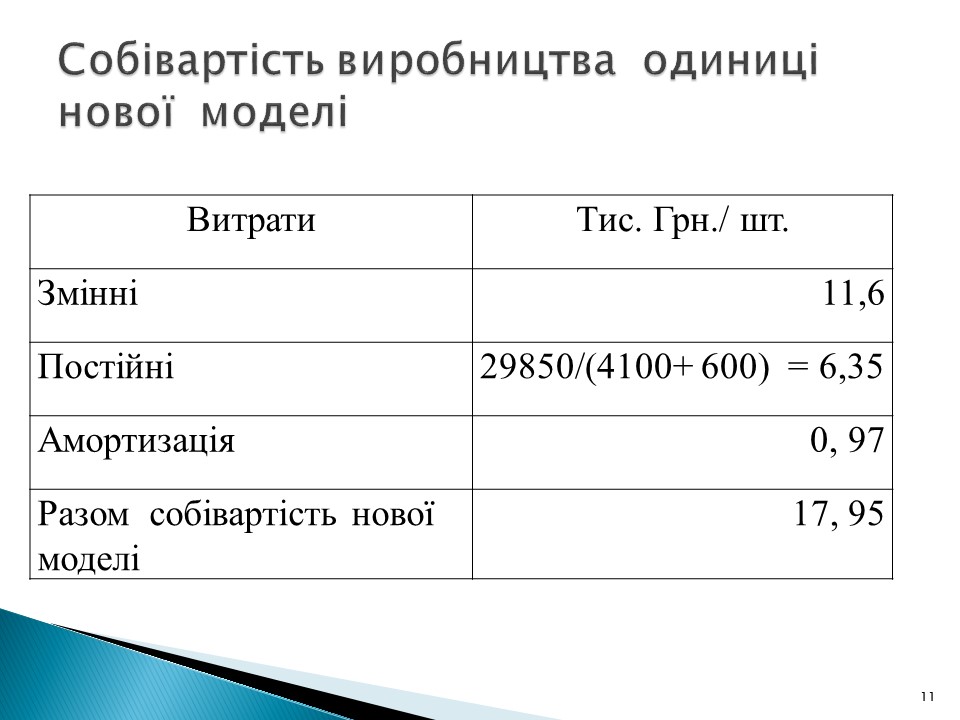 Собівартість виробництва одиниці
нової моделі
Витрати
Тис. Грн./ шт.
Змінні
11,6
Постійні
29850/(4100+ 600) = 6,35
Амортизація
0, 97
Разом собівартість нової
моделі
17, 95
11